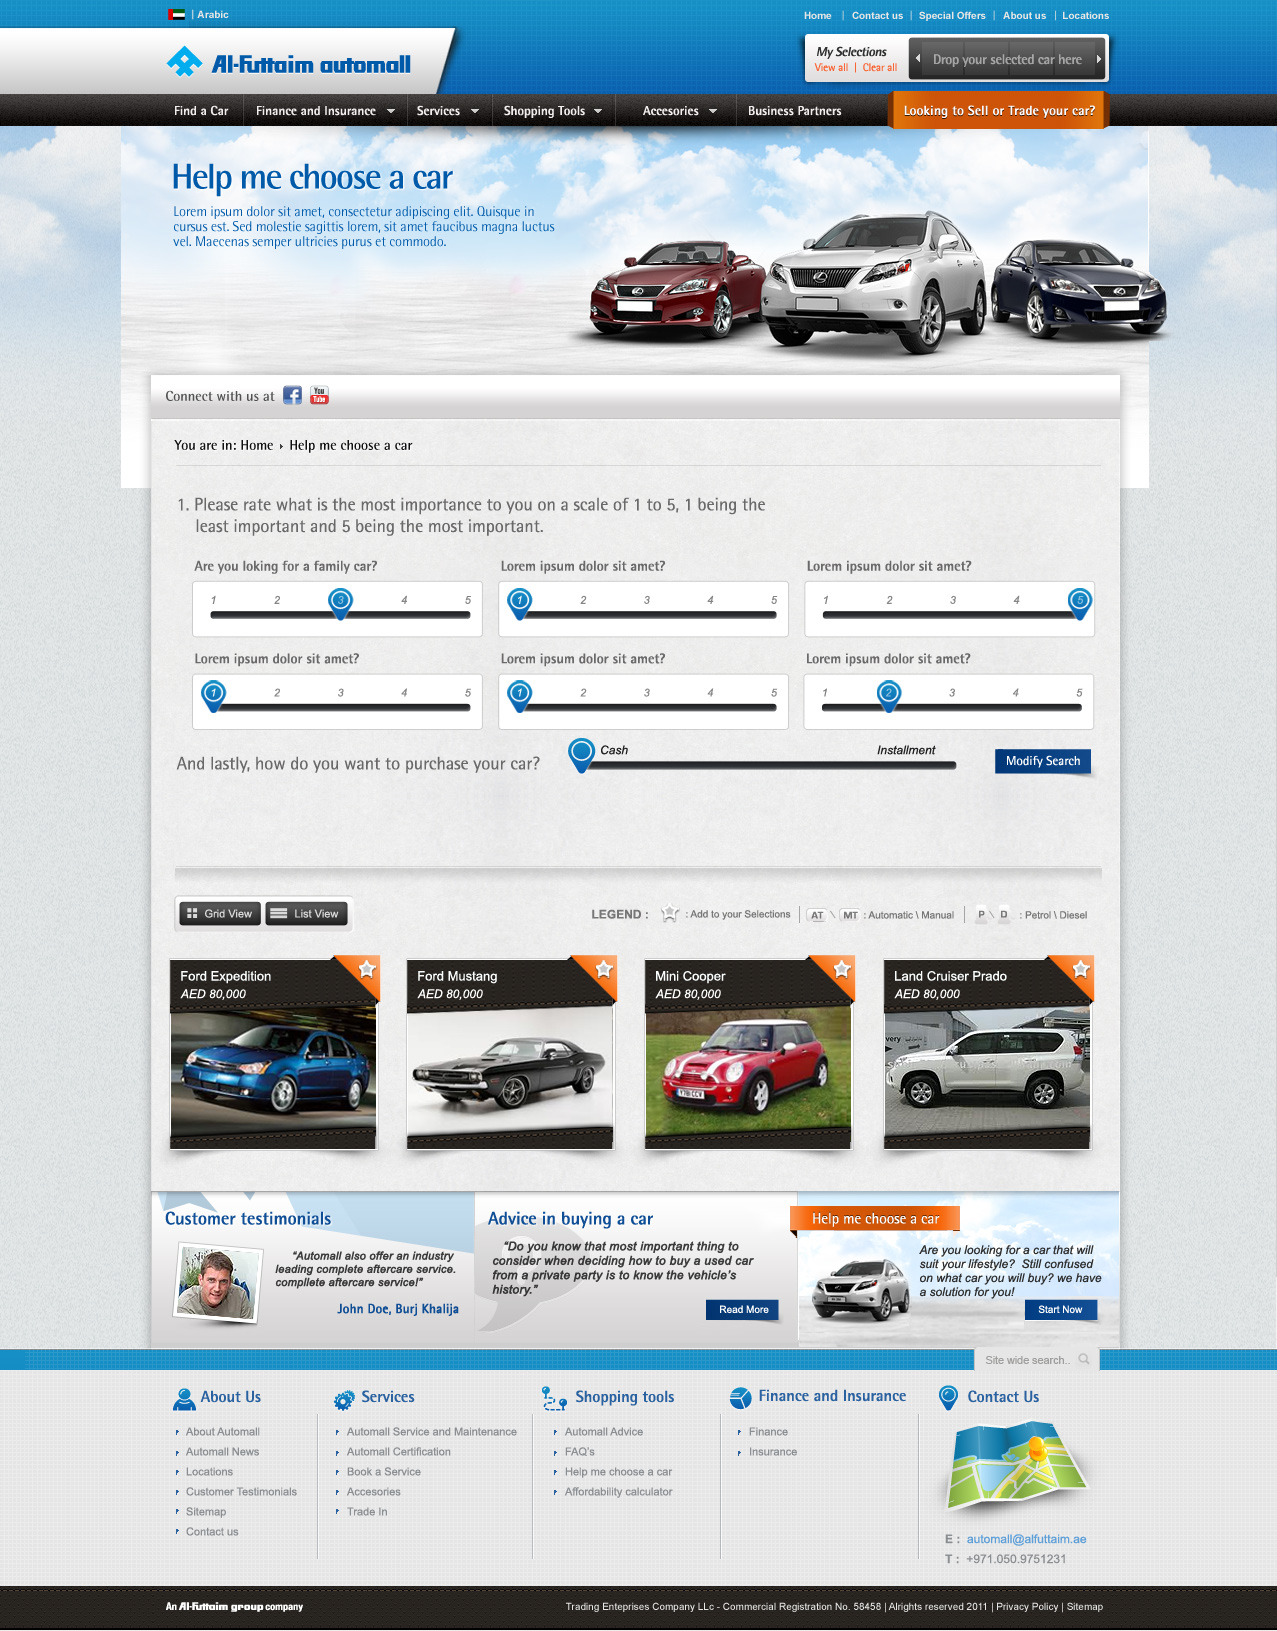 | Arabic
Home | Contact us | Special Offers | About us | Locations
Al-Futtaim automall
My Selections
View all | Clear all
Drop your selected car here
Find a Car
Finance and Insurance
Services
Shopping Tools
Accesories
Business Partners
Looking to Sell or Trade your car?
Help me choose a car
Lorem ipsum dolor sit amet, consectetur adipiscing elit. Quisque in
cursus est. Sed molestie sagittis lorem, sit amet faucibus magna luctus
vel. Maecenas semper ultricies purus et commodo.
Connect with us at
You Tube
You are in: Home Help me choose a car
1. Please rate what is the most importance to you on a scale of 1 to 5, 1 being the
least important and 5 being the most important.
Are you loking for a family car?
1 2 3 4 5
Lorem ipsum dolor sit amet?
1 2 3 4 5
Lorem ipsum dolor sit amet?
1 2 3 4 5
Lorem ipsum dolor sit amet?
1 2 3 4 5
Lorem ipsum dolor sit amet?
1 2 3 4 5
Lorem ipsum dolor sit amet?
1 2 3 4 5
And lastly, how do you want to purchase your car?
Cash
Installment
Modify Search
Grid View
List View
LEGEND : : Add to your Selections | AT \ MT : Automatic \ Manual | P \ D : Petrol \ Diesel
Ford Expedition
AED 80,000
Ford Mustang
AED 80,000
Mini Cooper
AED 80,000
Y781 CCV
Land Cruiser Prado
AED 80,000
very
Customer testimonials
“Automall also offer an industry
leading complete aftercare service.
compllete aftercare service!”
John Doe, Burj Khalija
Advice in buying a car
“Do you know that most important thing to
consider when deciding how to buy a used car
from a private party is to know the vehicle’s
history.”
Read More
Help me choose a car
Are you looking for a car that will
suit your lifestyle? Still confused
on what car you will buy? we have
a solution for you!
Start Now
Site wide search..
About Us
About Automall
Automall News
Locations
Customer Testimonials
Sitemap
Contact us
Services
Automall Service and Maintenance
Automall Certification
Book a Service
Accesories
Trade In
Shopping tools
Automall Advice
FAQ's
Help me choose a car
Affordability calculator
Finance and Insurance
Finance
Insurance
Contact Us
E : automall@alfuttaim.ae
T : +971.050.9751231
An Al-Futtaim group company
Trading Enteprises Company LLc - Commercial Registration No. 58458 | Alrights reserved 2011 | Privacy Policy | Sitemap